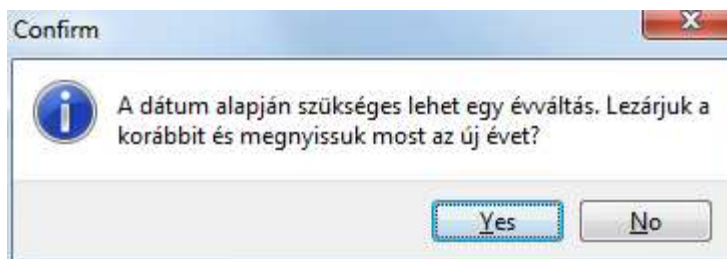 Confirm
A dátum alapján szükséges lehet egy évváltás. Lezárjuk a
korábbit és megnyissuk most az új évet?
Yes
No